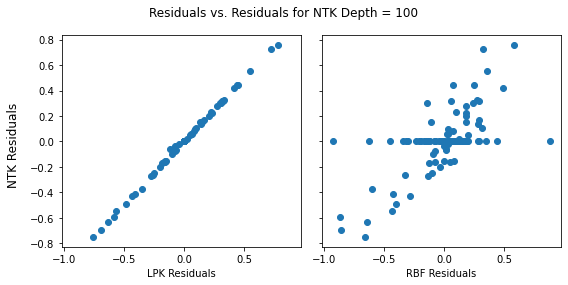 Residuals vs. Residuals for NTK Depth = 100
NTK Residuals
0.8
0.6
0.4
0.2
0.0
−0.2
−0.4
−0.6
−0.8
−1.0 −0.5 0.0 0.5
LPK Residuals
−1.0 −0.5 0.0 0.5
RBF Residuals